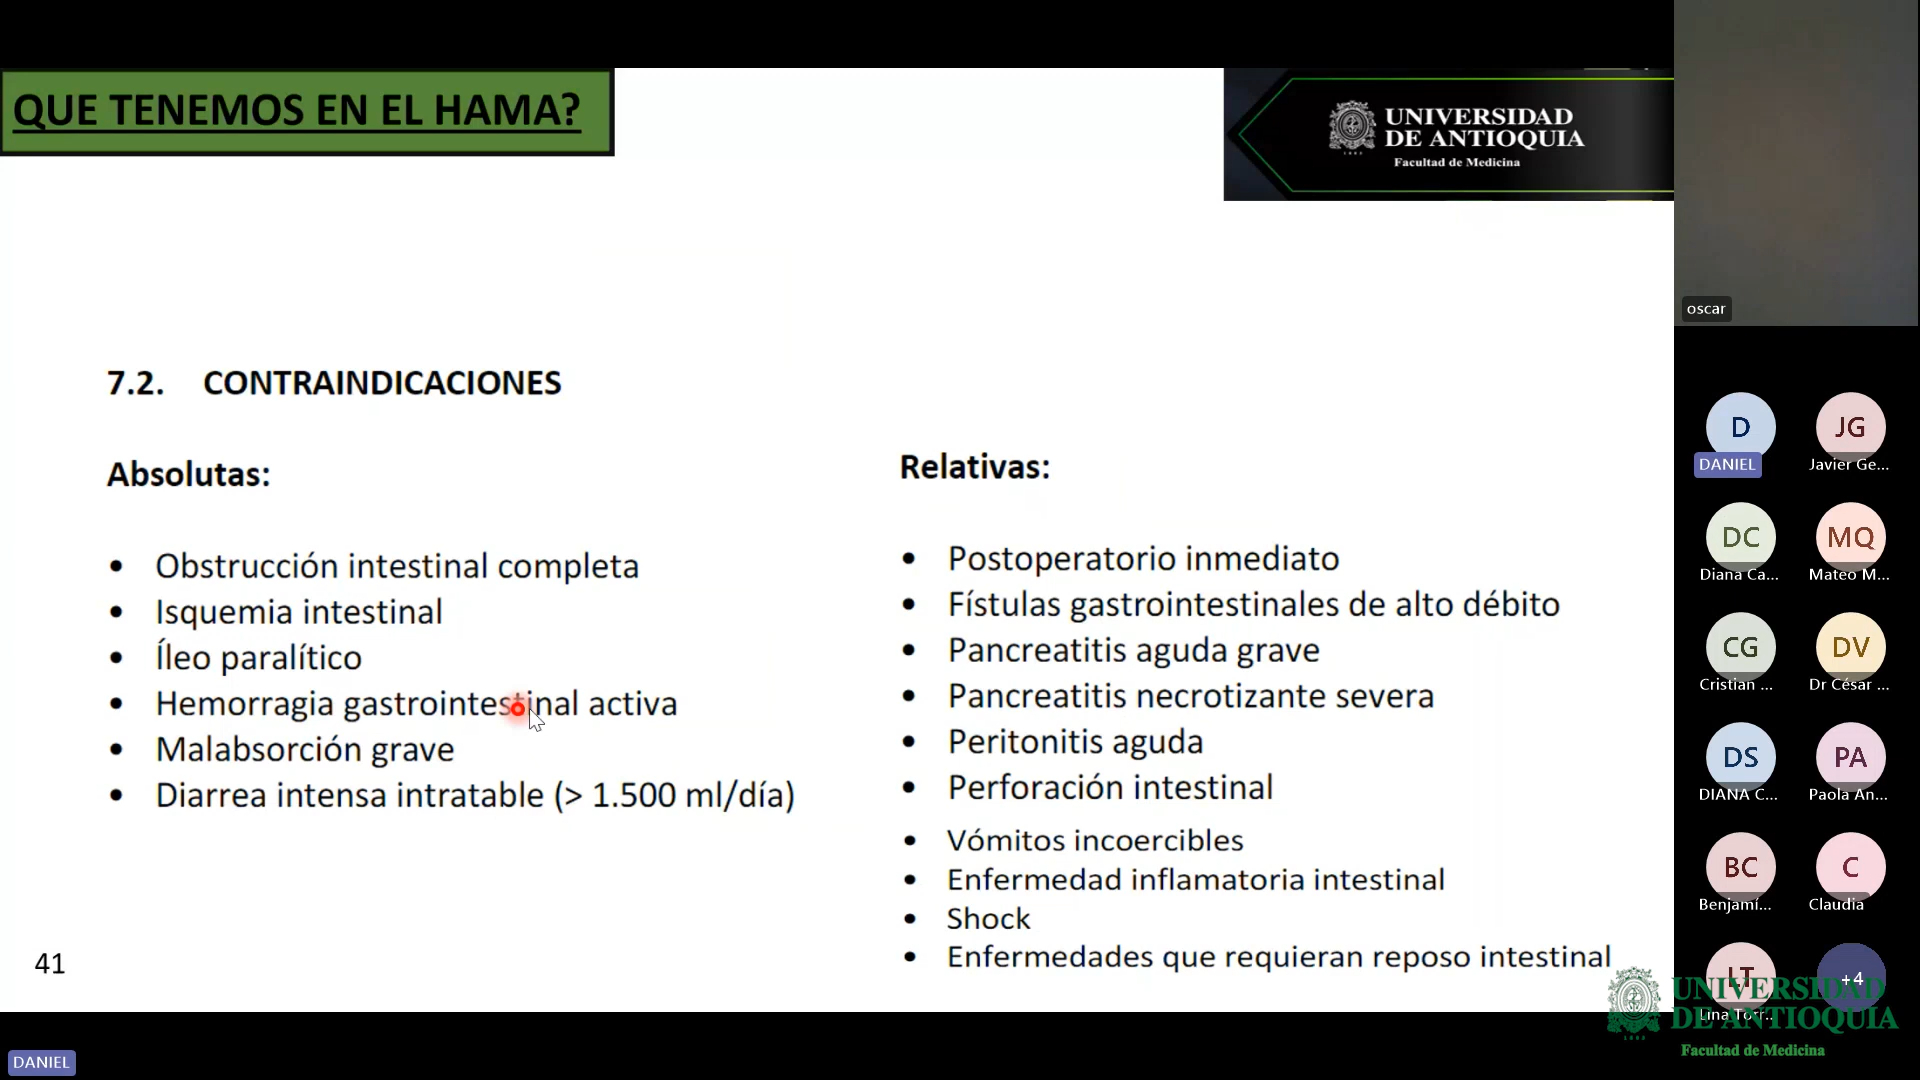 QUE TENEMOS EN EL HAMA?
UNIVERSIDAD
DE ANTIOQUIA
1803
Facultad de Medicina
7.2. CONTRAINDICACIONES
Absolutas:
• Obstrucción intestinal completa
• Isquemia intestinal
• Íleo paralítico
• Hemorragia gastrointestinal activa
• Malabsorción grave
• Diarrea intensa intratable (> 1.500 ml/día)
Relativas:
• Postoperatorio inmediato
• Fístulas gastrointestinales de alto débito
• Pancreatitis aguda grave
• Pancreatitis necrotizante severa
• Peritonitis aguda
• Perforación intestinal
• Vómitos incoercibles
• Enfermedad inflamatoria intestinal
• Shock
• Enfermedades que requieran reposo intestinal
41
oscar
D
DANIEL
JG
Javier Ge...
DC
Diana Ca...
MQ
Mateo M...
CG
Cristian ...
DV
Dr César ...
DS
DIANA C...
PA
Paola An...
BC
Benjamí...
C
Claudia
LT
Lina Torr...
+4
UNIVERSIDAD
DE ANTIOQUIA
1803
Facultad de Medicina
DANIEL